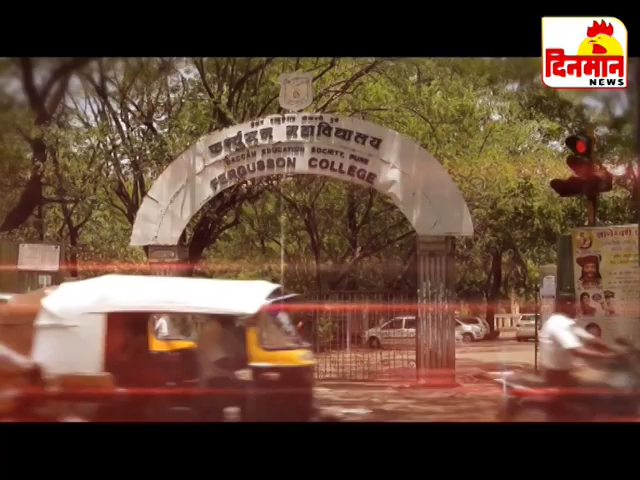 दिनमान
NEWS
फर्ग्युसन महाविद्यालय
DECCAN EDUCATION SOCIETY, PUNE
FERGUSSON COLLEGE